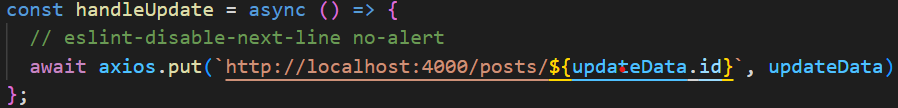 const handleUpdate = async () => {
// eslint-disable-next-line no-alert
await axios.put(`http://localhost:4000/posts/${updateData.id}`, updateData)
};